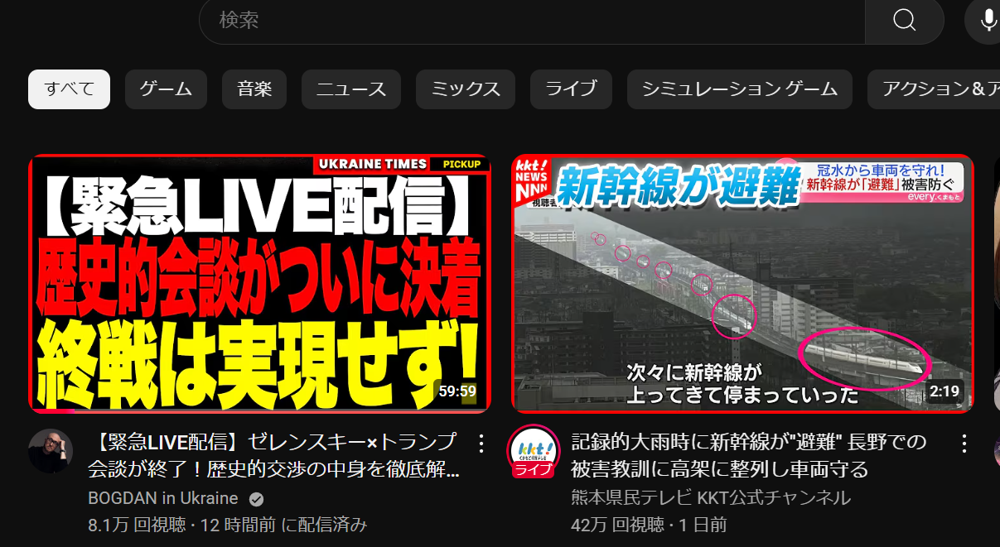 検索
すべて
ゲーム
音楽
ニュース
ミックス
ライブ
シミュレーション ゲーム
アクション＆ア
UKRAINE TIMES PICKUP
【緊急LIVE配信】
歴史的会談がついに決着
終戦は実現せず!
59:59
kkt!
NEWS
NNN
視聴者
新幹線が避難
冠水から車両を守れ!
新幹線が「避難」被害防ぐ
every.くまもと
次々に新幹線が
上ってきて停まっていった
2:19
【緊急LIVE配信】ゼレンスキー×トランプ
会談が終了！歴史的交渉の中身を徹底解...
BOGDAN in Ukraine
8.1万 回視聴・12 時間前 に配信済み
kkt!
くまもと県民テレビ
ライブ
記録的大雨時に新幹線が"避難" 長野での
被害教訓に高架に整列し車両守る
熊本県民テレビ KKT公式チャンネル
42万 回視聴・1 日前